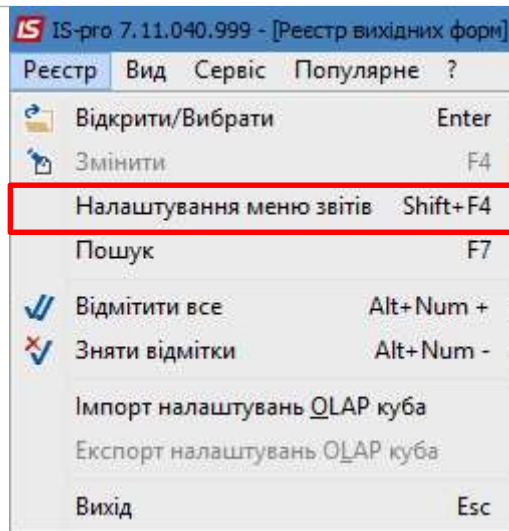 IS IS-pro 7.11.040.999 - [Реєстр вихідних форм]
Реєстр Вид Сервіс Популярне ?
Відкрити/Вибрати Enter
Змінити F4
Налаштування меню звітів Shift+F4
Пошук F7
Відмітити все Alt+Num +
Зняти відмітки Alt+Num -
Імпорт налаштувань OLAP куба
Експорт налаштувань OLAP куба
Вихід Esc